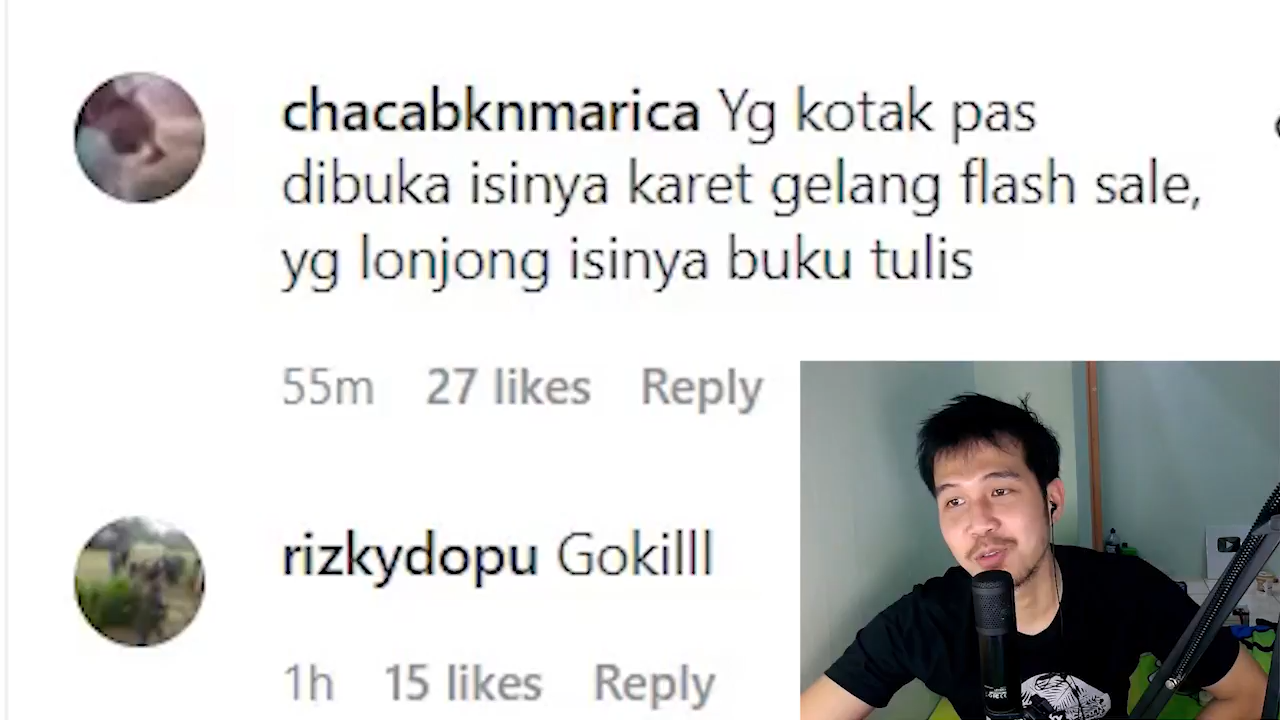 chacabknmarica Yg kotak pas
dibuka isinya karet gelang flash sale,
yg lonjong isinya buku tulis
55m 27 likes Reply
rizkydopu Gokilll
1h 15 likes Reply